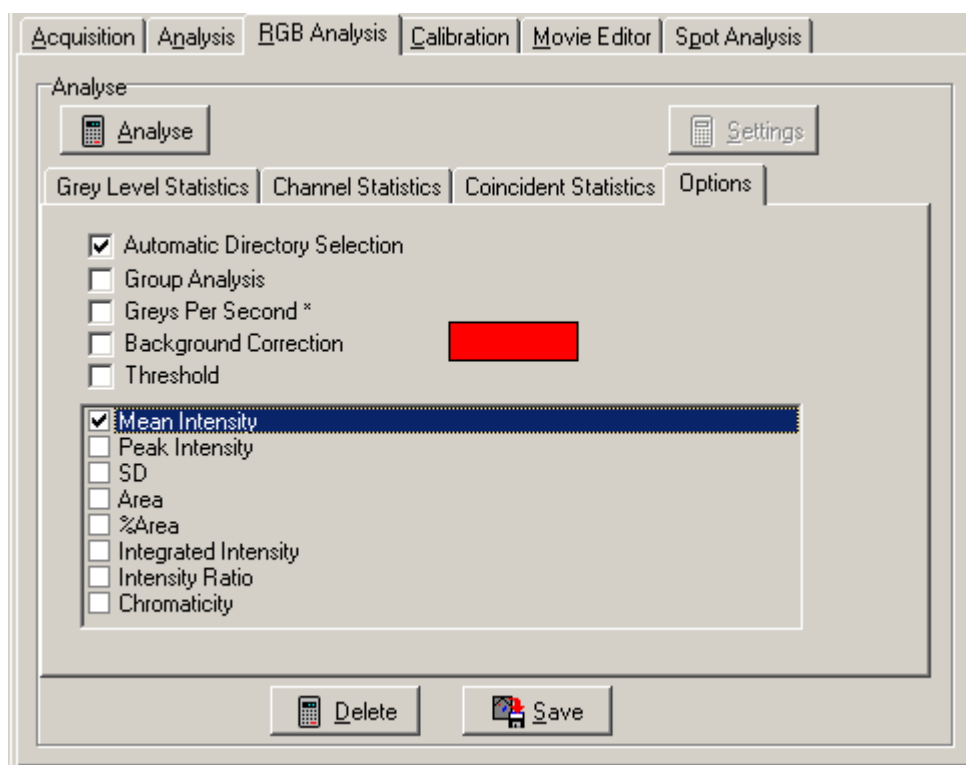 Acquisition Analysis RGB Analysis Calibration Movie Editor Spot Analysis
Analyse
Analyse Settings
Grey Level Statistics Channel Statistics Coincident Statistics Options
Automatic Directory Selection
Group Analysis
Greys Per Second *
Background Correction
Threshold
Mean Intensity
Peak Intensity
SD
Area
%Area
Integrated Intensity
Intensity Ratio
Chromaticity
Delete Save